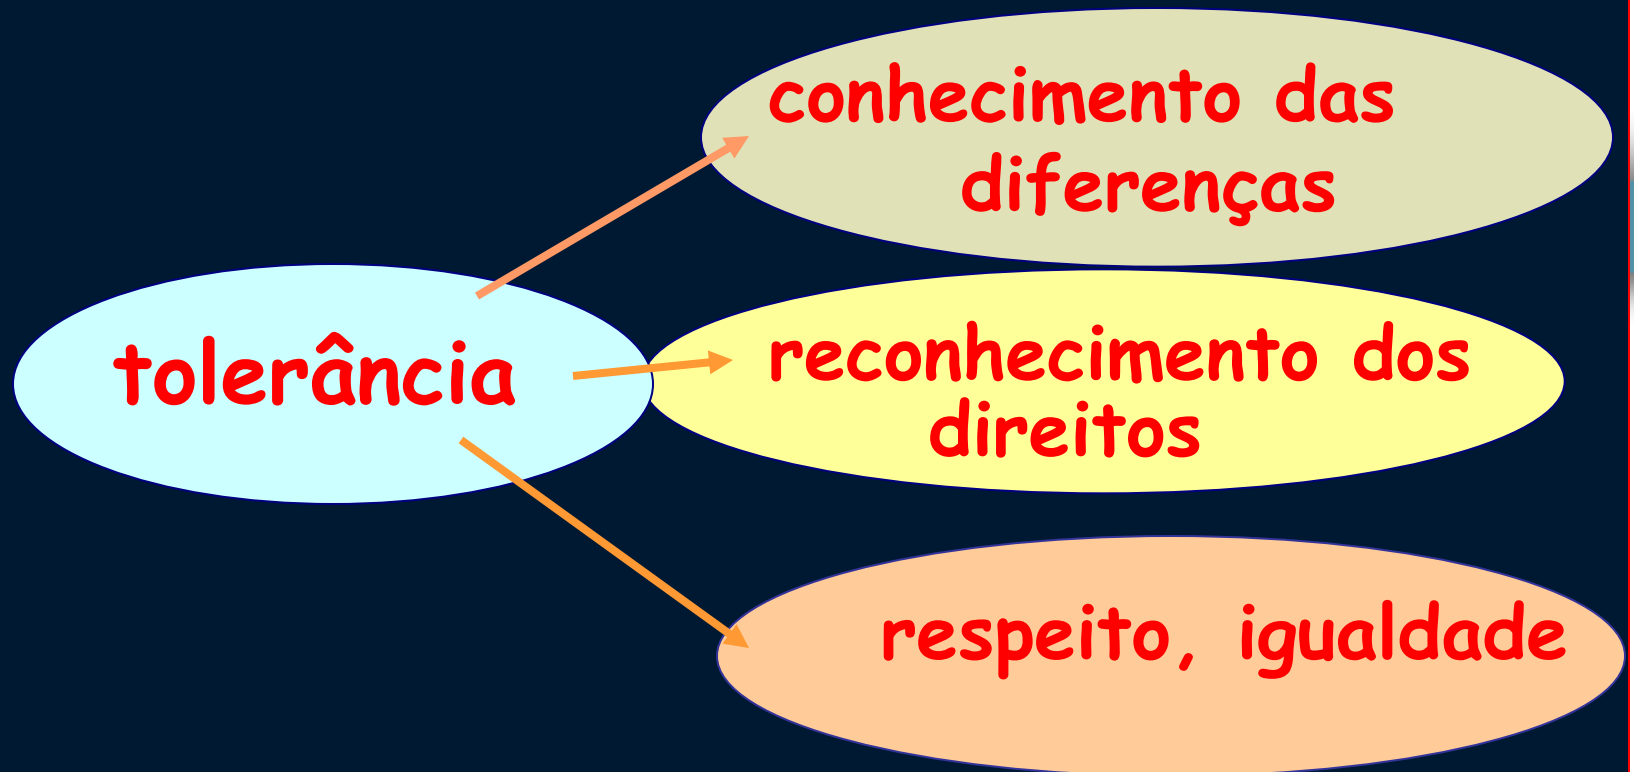 conhecimento das
diferenças
tolerância
reconhecimento dos
direitos
respeito, igualdade